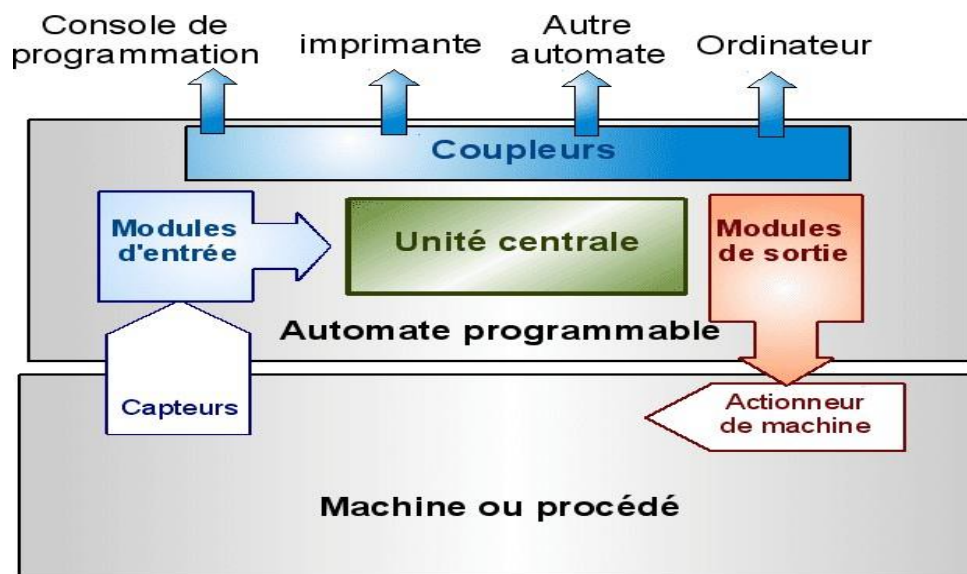 Console de
programmation
imprimante
Autre
automate
Ordinateur
Coupleurs
Modules
d'entrée
Unité centrale
Modules
de sortie
Automate programmable
Capteurs
Actionneur
de machine
Machine ou procédé